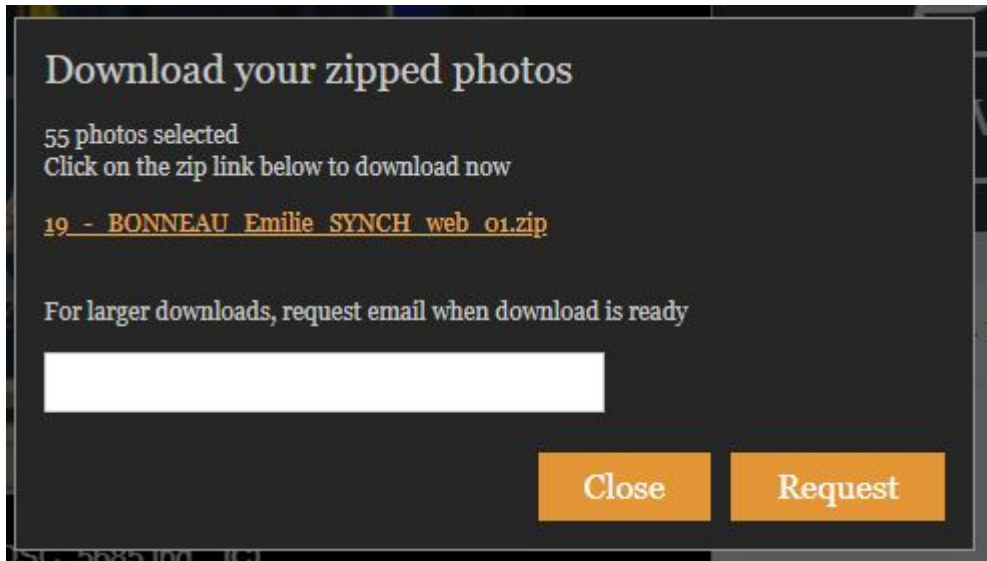 Download your zipped photos
55 photos selected
Click on the zip link below to download now
19 - BONNEAU Emilie SYNCH web 01.zip
For larger downloads, request email when download is ready
Close Request